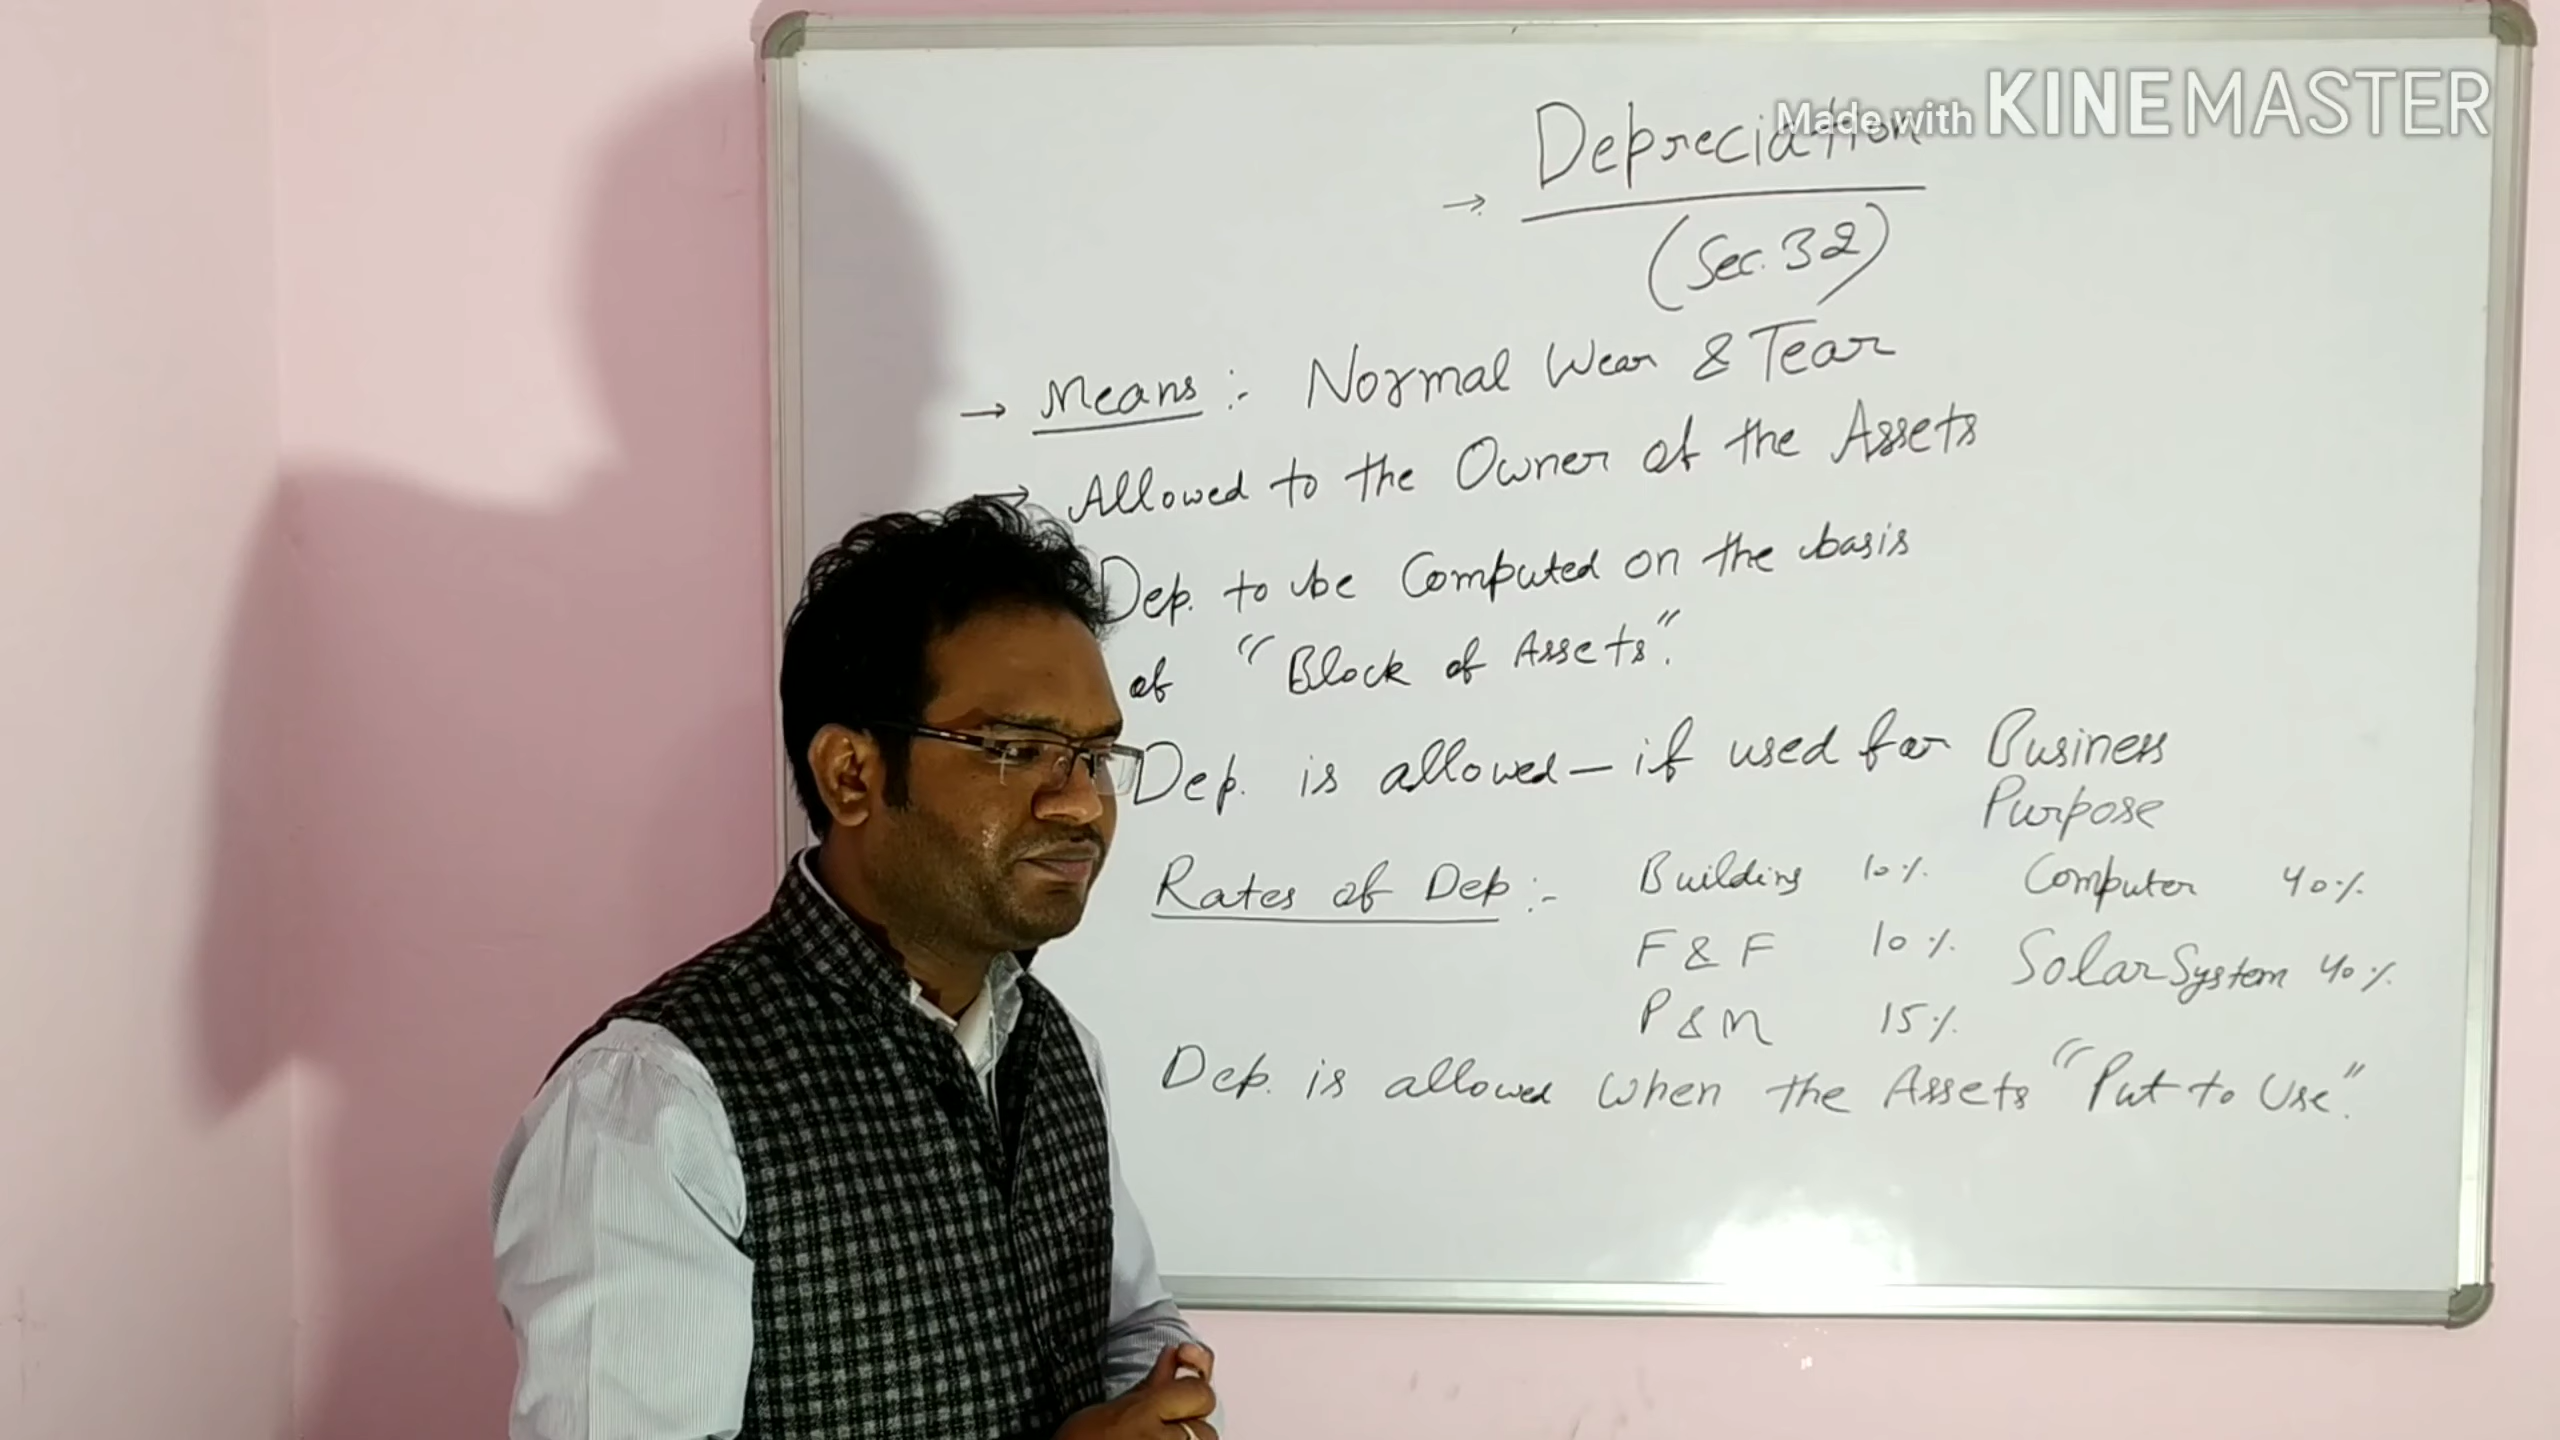 Made with KINEMASTER
→ Depreciation
(Sec. 32)
→ Means :- Normal Wear & Tear
→ Allowed to the Owner of the Assets
Dep. to be Computed on the basis
of "Block of Assets".
Dep. is allowed - if used for Business
Purpose
Rates of Dep :- Building 10% Computer 40%
F & F 10% Solar System 40%
P & M 15%
Dep. is allowed when the Assets "Put to Use".